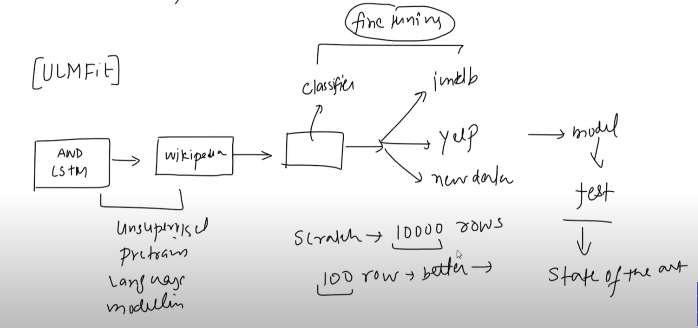 fine tuning
[ULMFit]
classifier
imdb
AWD
LSTM
wikipedia
yelp
model
new data
test
Unsupervised
pretrain
language
modelling
Scratch → 10000 rows
100 row → better →
State of the art